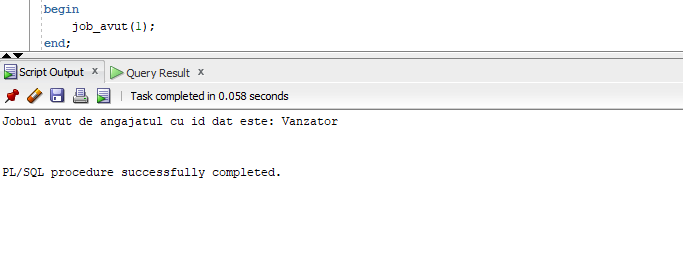 begin
job_avut(1);
end;
Script Output x Query Result x
Task completed in 0.058 seconds
Jobul avut de angajatul cu id dat este: Vanzator
PL/SQL procedure successfully completed.